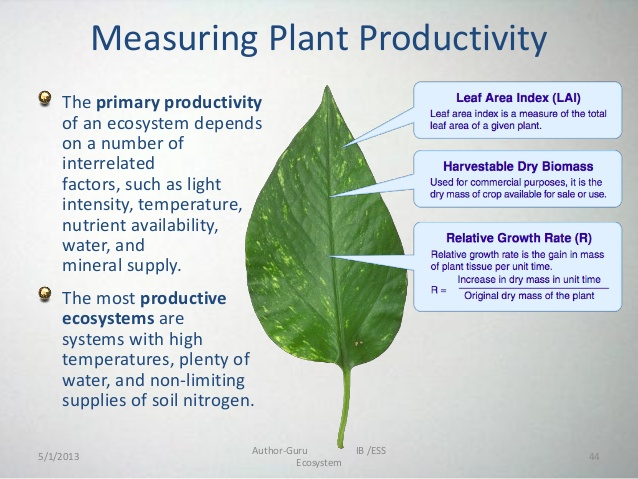 Measuring Plant Productivity
The primary productivity
of an ecosystem depends
on a number of
interrelated
factors, such as light
intensity, temperature,
nutrient availability,
water, and
mineral supply.
The most productive
ecosystems are
systems with high
temperatures, plenty of
water, and non-limiting
supplies of soil nitrogen.
Leaf Area Index (LAI)
Leaf area index is a measure of the total
leaf area of a given plant.
Harvestable Dry Biomass
Used for commercial purposes, it is the
dry mass of crop available for sale or use.
Relative Growth Rate (R)
Relative growth rate is the gain in mass
of plant tissue per unit time.
Increase in dry mass in unit time
R =
Original dry mass of the plant
5/1/2013
Author-Guru IB /ESS
Ecosystem
44